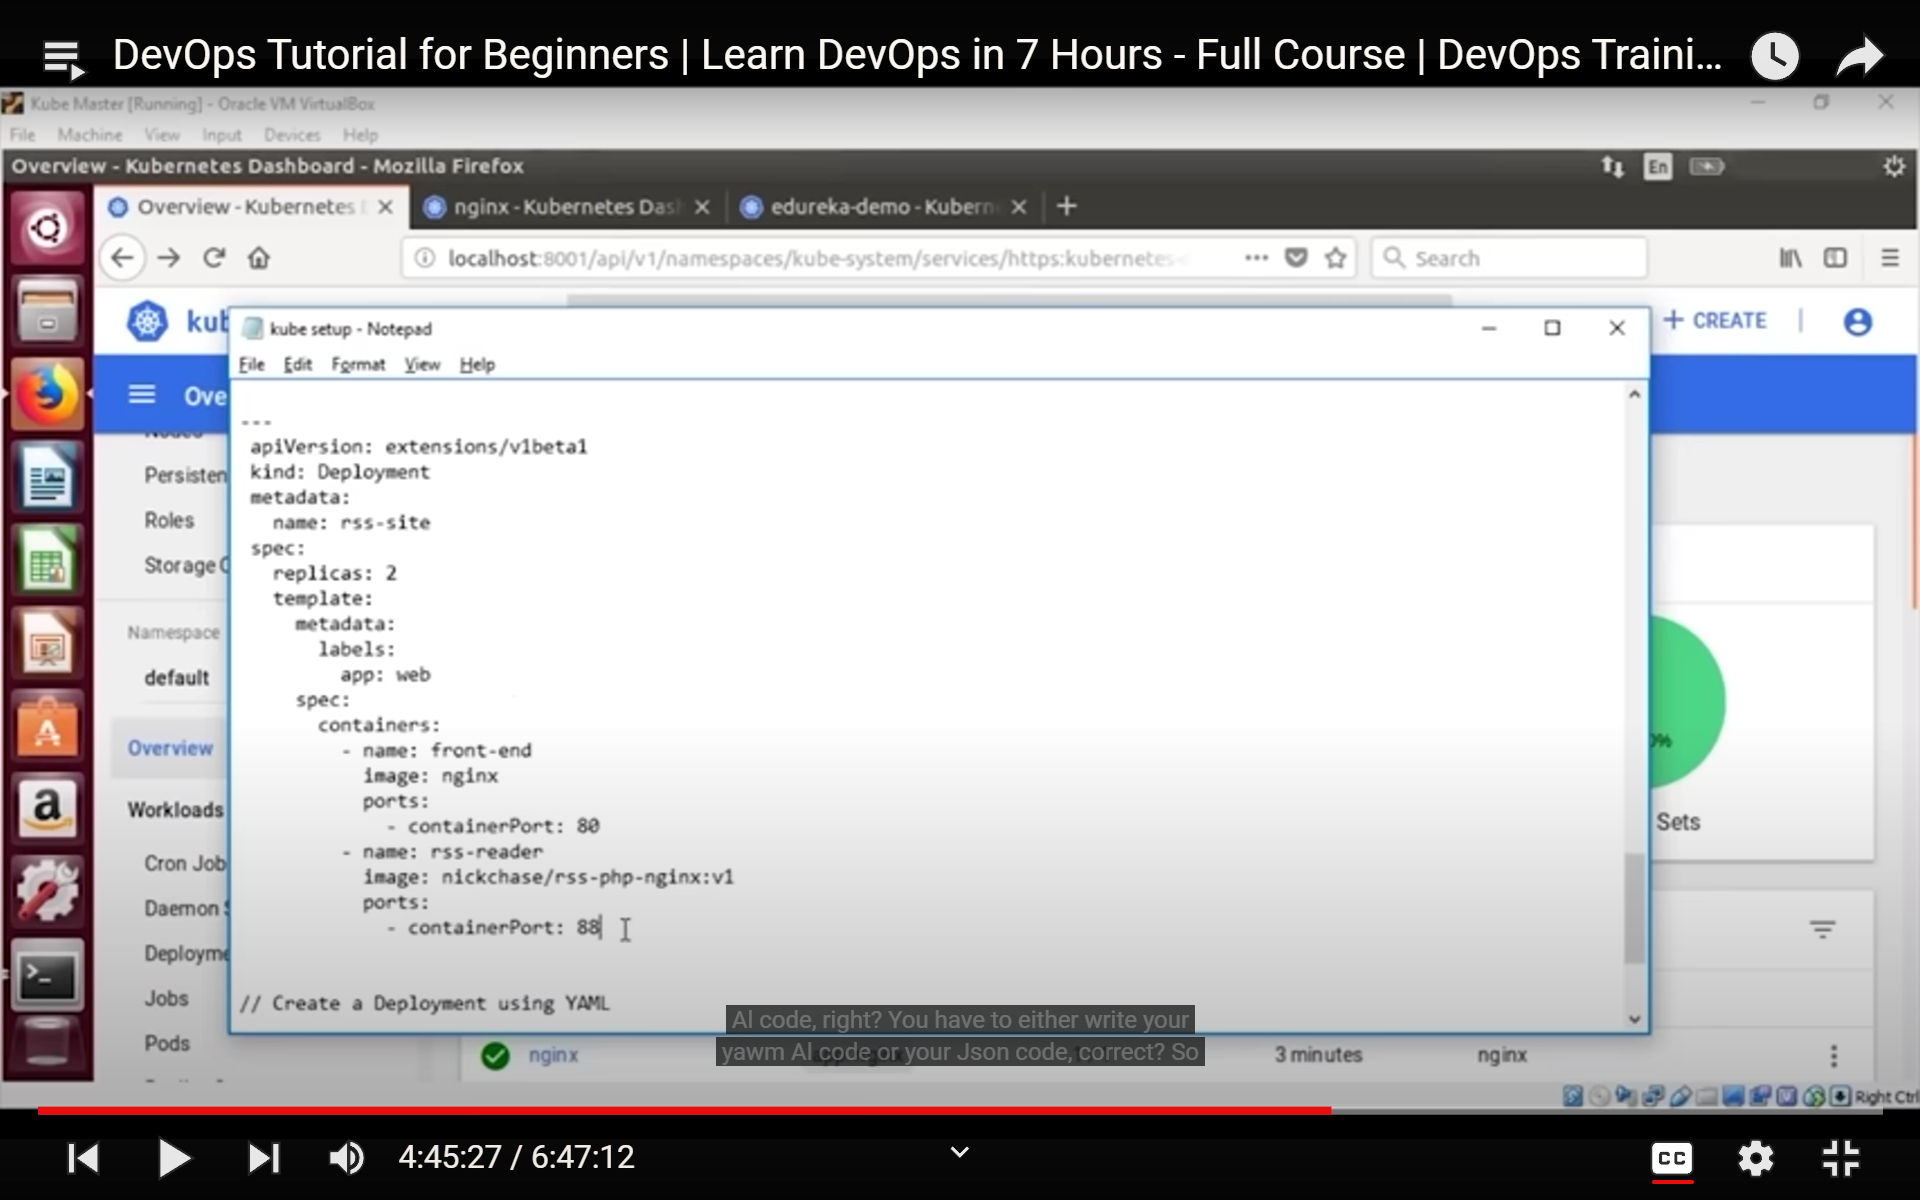 DevOps Tutorial for Beginners | Learn DevOps in 7 Hours - Full Course | DevOps Traini...
Kube Master [Running] - Oracle VM VirtualBox
File Machine View Input Devices Help
Overview - Kubernetes Dashboard - Mozilla Firefox
En
Overview - Kubernetes
nginx - Kubernetes Das
edureka-demo - Kubern
localhost:8001/api/v1/namespaces/kube-system/services/https:kubernetes-
Search
kub
+ CREATE
kube setup - Notepad
File Edit Format View Help
Ove
Nodes
Persisten
Roles
Storage
Namespace
default
Overview
Workloads
Cron Job
Daemon
Deployme
Jobs
Pods
---
apiVersion: extensions/v1beta1
kind: Deployment
metadata:
name: rss-site
spec:
replicas: 2
template:
metadata:
labels:
app: web
spec:
containers:
- name: front-end
image: nginx
ports:
- containerPort: 80
- name: rss-reader
image: nickchase/rss-php-nginx:v1
ports:
- containerPort: 88
// Create a Deployment using YAML
Sets
Al code, right? You have to either write your
yawm Al code or your Json code, correct? So
nginx
3 minutes
nginx
Right Ctrl
4:45:27 / 6:47:12
CC